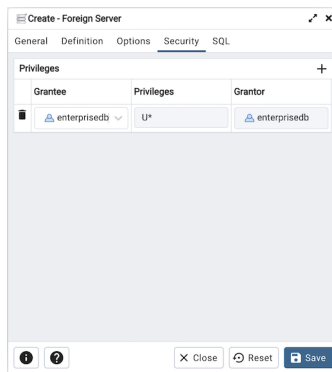 Create - Foreign Server
General Definition Options Security SQL
Privileges
Grantee Privileges Grantor
enterprisedb U* enterprisedb
Close Reset Save